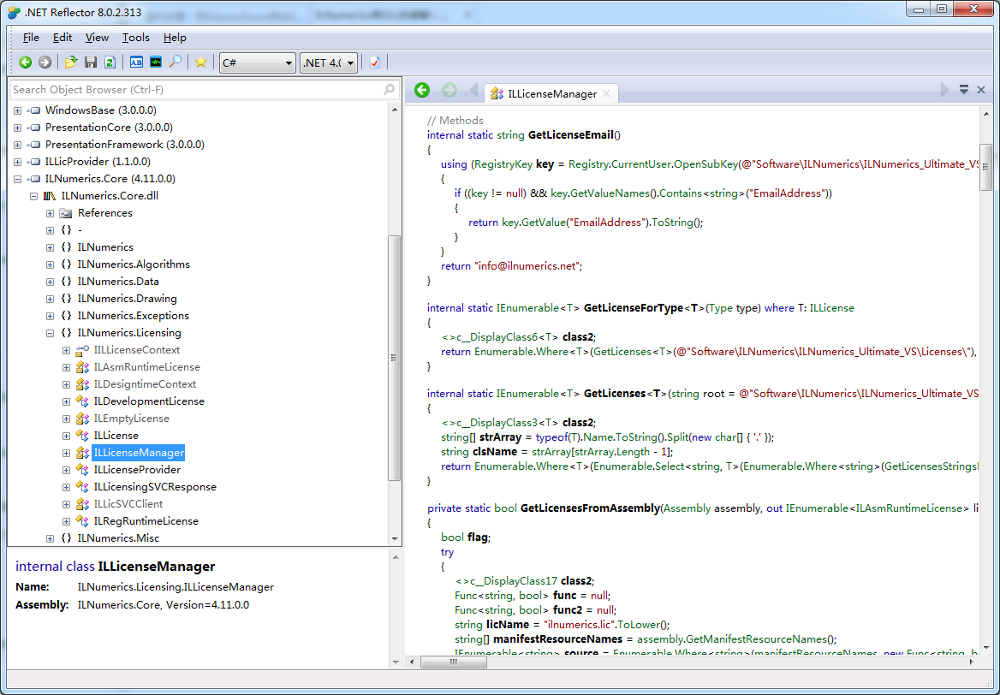 .NET Reflector 8.0.2.313
File Edit View Tools Help
C# .NET 4.(
Search Object Browser (Ctrl-F)
WindowsBase (3.0.0.0)
PresentationCore (3.0.0.0)
PresentationFramework (3.0.0.0)
ILLicProvider (1.1.0.0)
ILNumerics.Core (4.11.0.0)
ILNumerics.Core.dll
References
{} -
{} ILNumerics
{} ILNumerics.Algorithms
{} ILNumerics.Data
{} ILNumerics.Drawing
{} ILNumerics.Exceptions
{} ILNumerics.Licensing
IILLicenseContext
ILAsmRuntimeLicense
ILDesigntimeContext
ILDevelopmentLicense
ILEmptyLicense
ILLicense
ILLicenseManager
ILLicenseProvider
ILLicensingSVCResponse
ILLicSVCClient
ILRegRuntimeLicense
{} ILNumerics.Misc
internal class ILLicenseManager
Name: ILNumerics.Licensing.ILLicenseManager
Assembly: ILNumerics.Core, Version=4.11.0.0
ILLicenseManager
// Methods
internal static string GetLicenseEmail()
{
using (RegistryKey key = Registry.CurrentUser.OpenSubKey(@"Software\ILNumerics\ILNumerics_Ultimate_VS
{
if ((key != null) && key.GetValueNames().Contains<string>("EmailAddress"))
{
return key.GetValue("EmailAddress").ToString();
}
}
return "info@ilnumerics.net";
}
internal static IEnumerable<T> GetLicenseForType<T>(Type type) where T: ILLicense
{
<>c__DisplayClass6<T> class2;
return Enumerable.Where<T>(GetLicenses<T>(@"Software\ILNumerics\ILNumerics_Ultimate_VS\Licenses\"),
}
internal static IEnumerable<T> GetLicenses<T>(string root = @"Software\ILNumerics\ILNumerics_Ultimate_VS
{
<>c__DisplayClass3<T> class2;
string[] strArray = typeof(T).Name.ToString().Split(new char[] { '.' });
string clsName = strArray[strArray.Length - 1];
return Enumerable.Where<T>(Enumerable.Select<string, T>(Enumerable.Where<string>(GetLicensesStrings
}
private static bool GetLicensesFromAssembly(Assembly assembly, out IEnumerable<ILAsmRuntimeLicense> li
{
bool flag;
try
{
<>c__DisplayClass17 class2;
Func<string, bool> func = null;
Func<string, bool> func2 = null;
string licName = "ilnumerics.lic".ToLower();
string[] manifestResourceNames = assembly.GetManifestResourceNames();
IEnumerable<string> source = Enumerable.Where<string>(manifestResourceNames, new Func<string, b